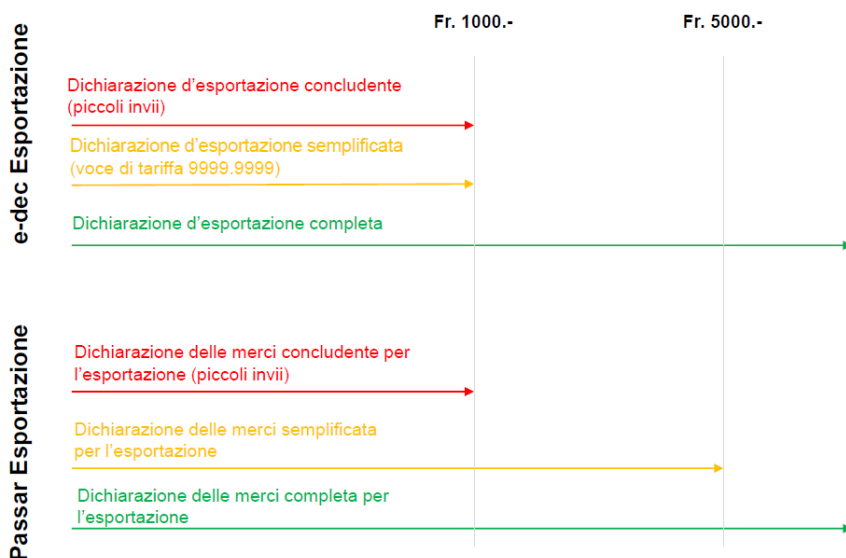 Fr. 1000.-
Fr. 5000.-
e-dec Esportazione
Dichiarazione d'esportazione concludente
(piccoli invii)
Dichiarazione d'esportazione semplificata
(voce di tariffa 9999.9999)
Dichiarazione d'esportazione completa
Passar Esportazione
Dichiarazione delle merci concludente per
l'esportazione (piccoli invii)
Dichiarazione delle merci semplificata
per l'esportazione
Dichiarazione delle merci completa per
l'esportazione